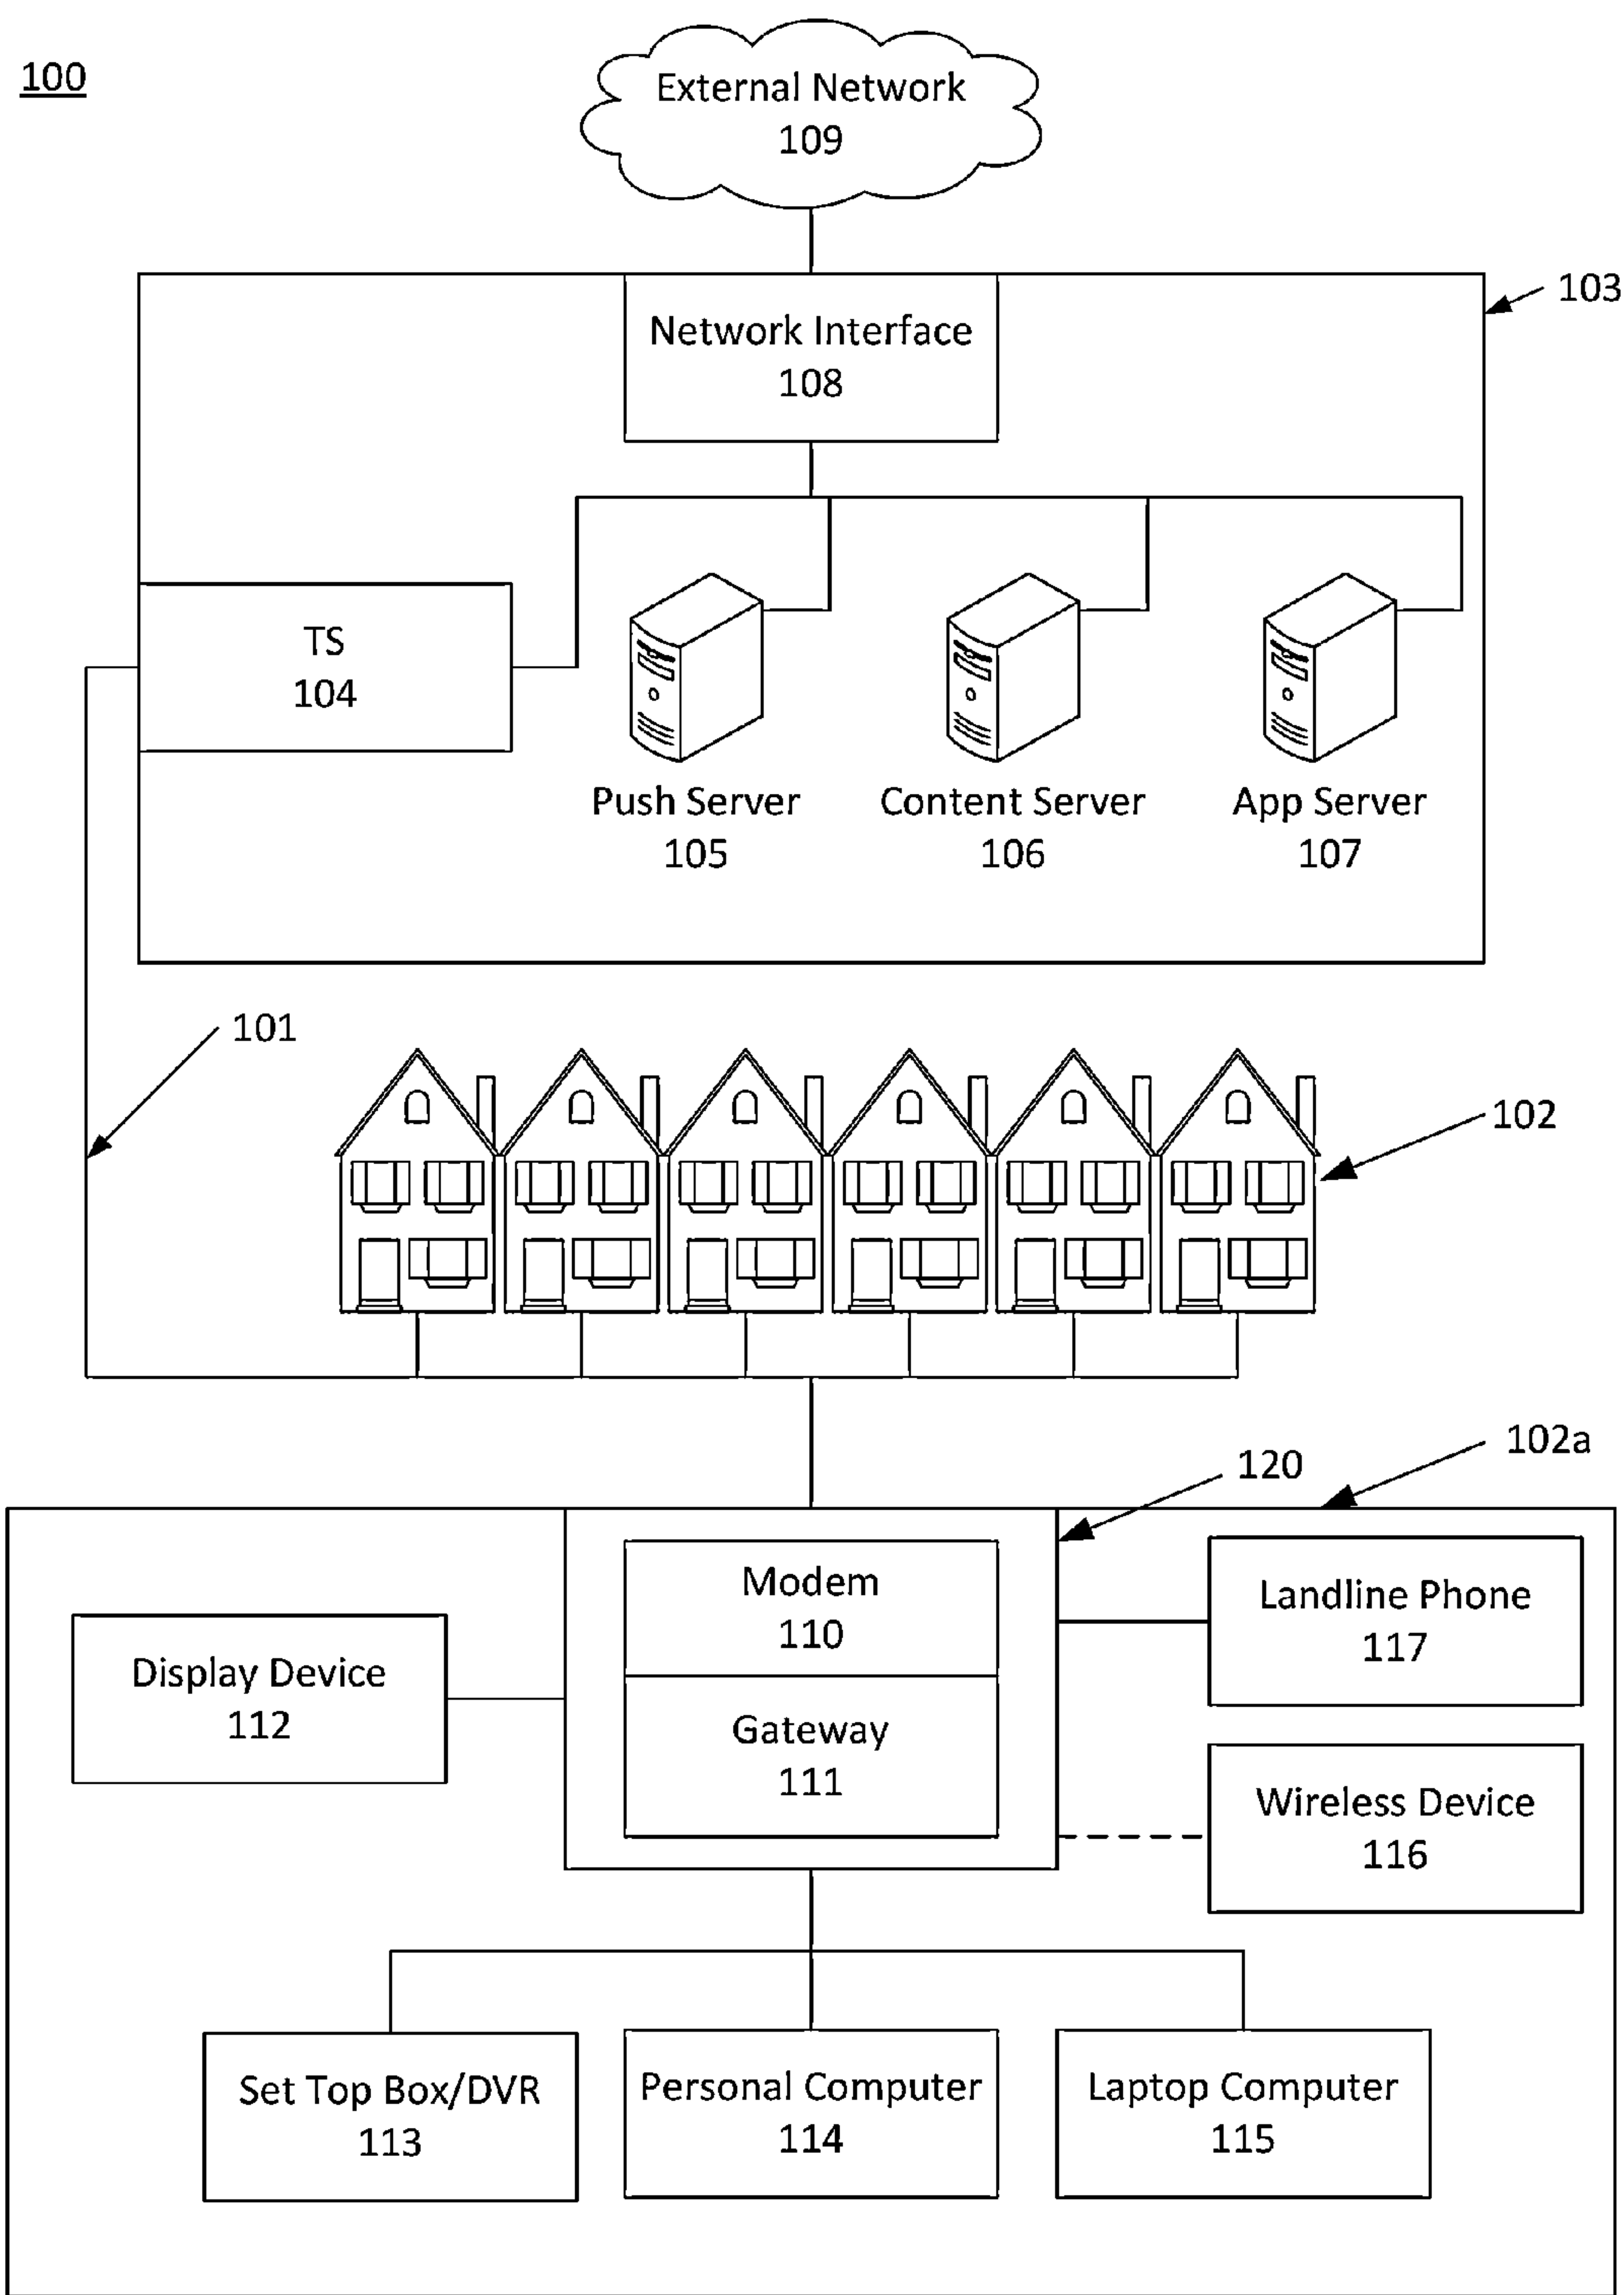 100
External Network
109
103
Network Interface
108
TS
104
Push Server
105
Content Server
106
App Server
107
101
102
102a
120
Modem
110
Landline Phone
117
Display Device
112
Gateway
111
Wireless Device
116
Set Top Box/DVR
113
Personal Computer
114
Laptop Computer
115